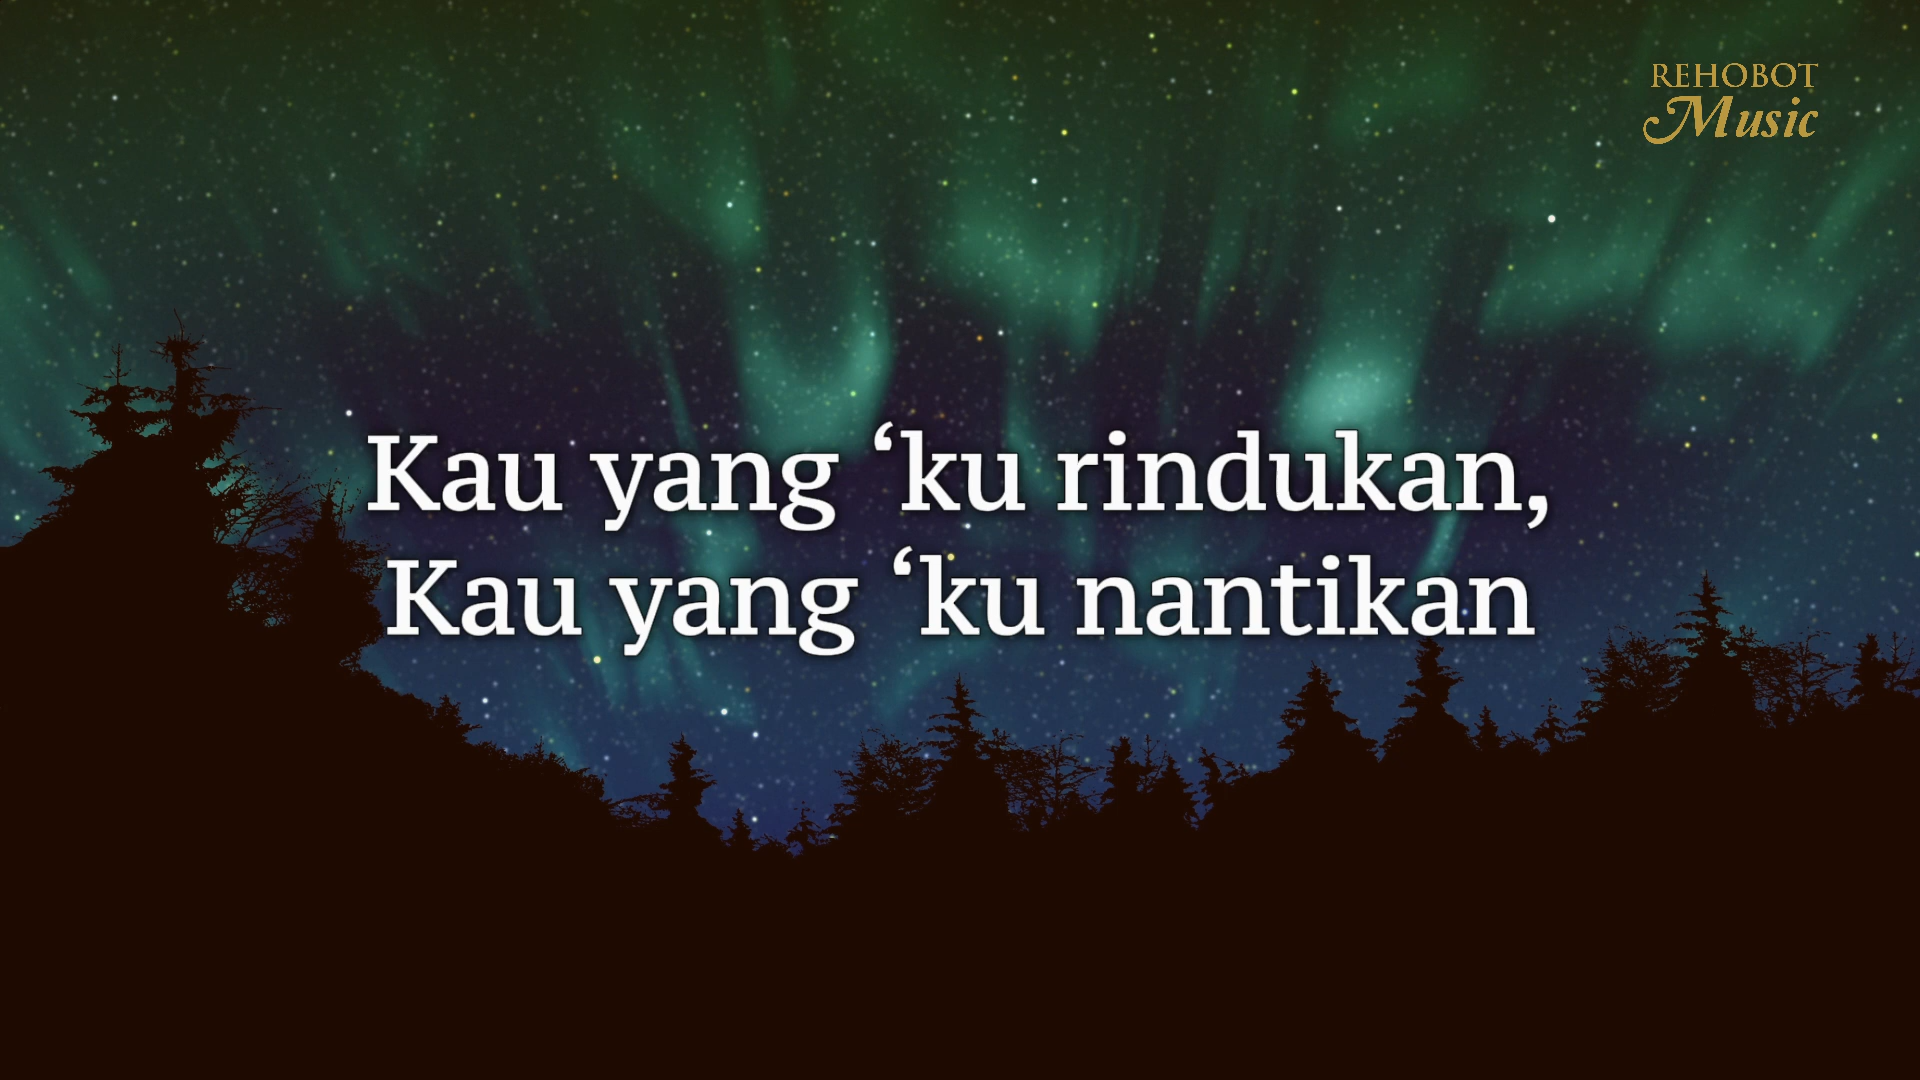 REHOBOT
Music
Kau yang ‘ku rindukan,
Kau yang ‘ku nantikan